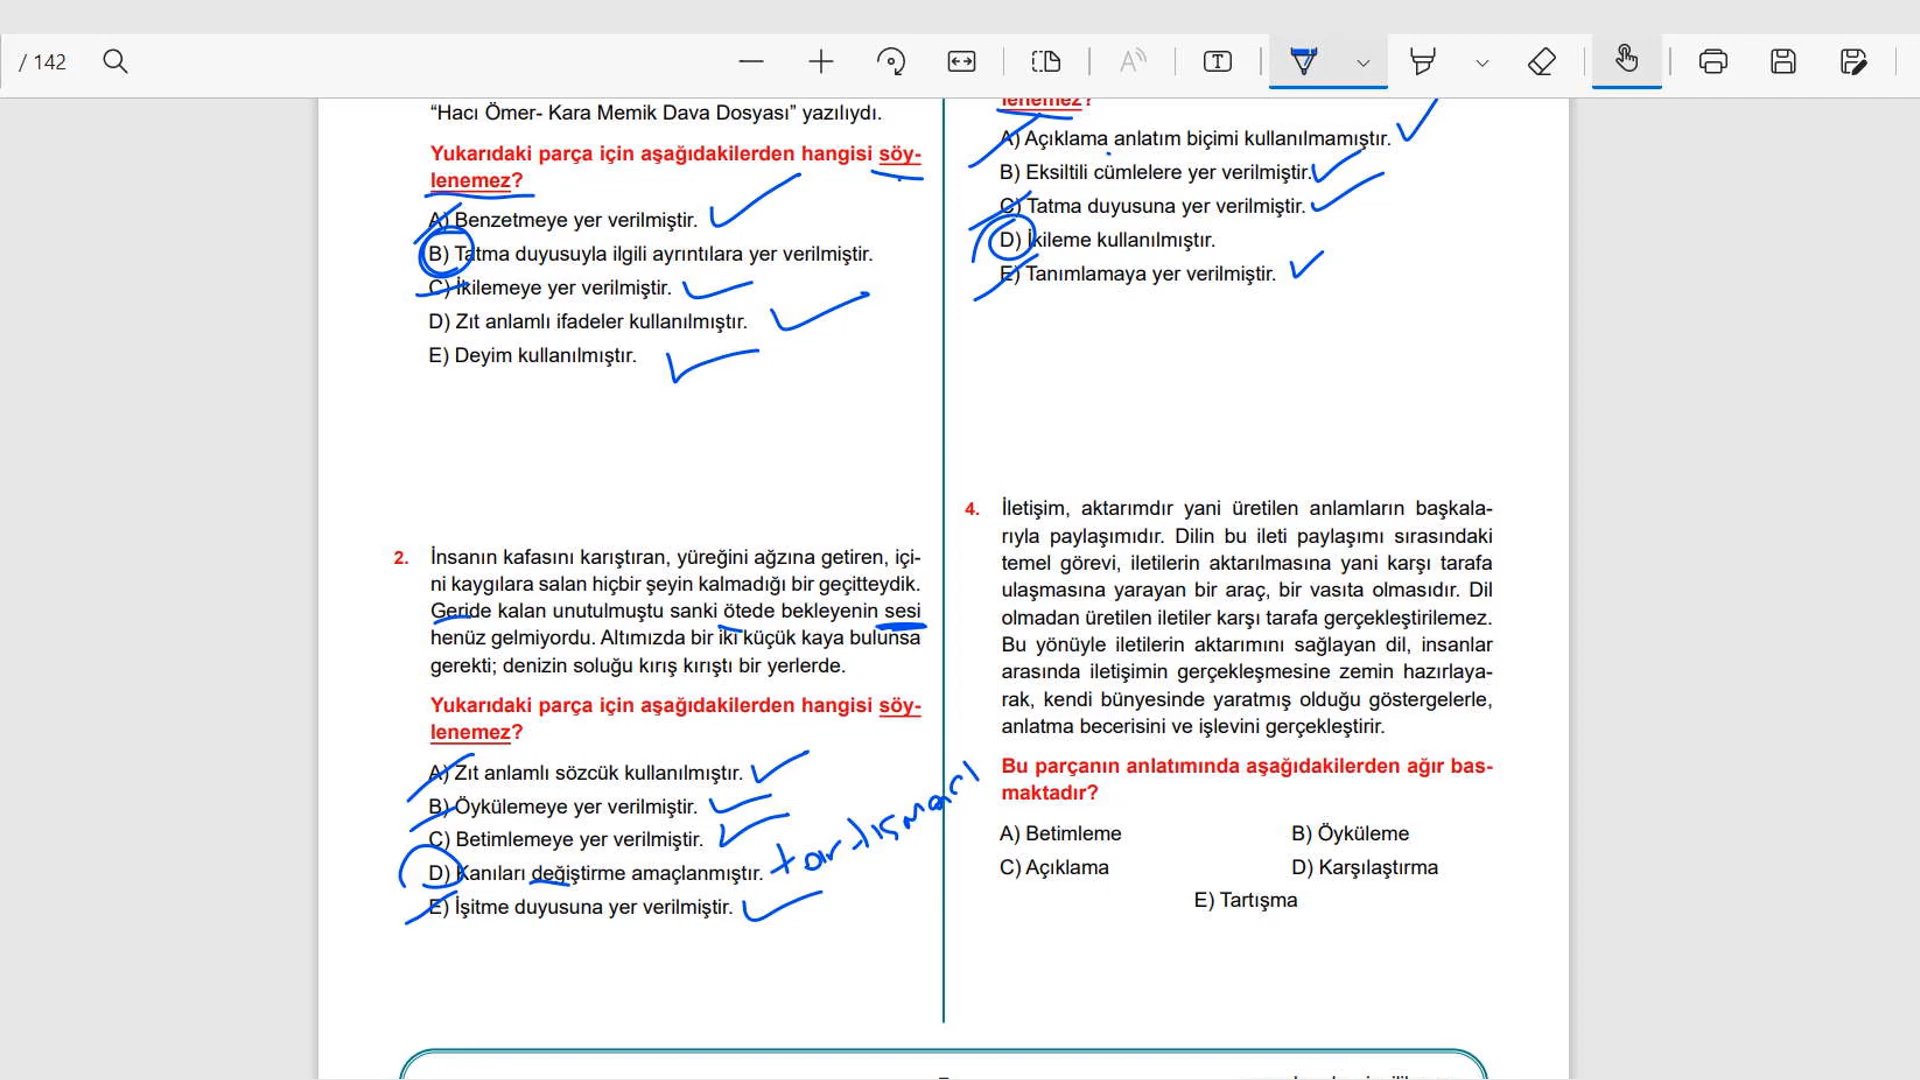 / 142
“Hacı Ömer- Kara Memik Dava Dosyası” yazılıydı.
Yukarıdaki parça için aşağıdakilerden hangisi söy-
lenemez?
A) Benzetmeye yer verilmiştir.
B) Tatma duyusuyla ilgili ayrıntılara yer verilmiştir.
C) İkilemeye yer verilmiştir.
D) Zıt anlamlı ifadeler kullanılmıştır.
E) Deyim kullanılmıştır.
2. İnsanın kafasını karıştıran, yüreğini ağzına getiren, içi-
ni kaygılara salan hiçbir şeyin kalmadığı bir geçitteydik.
Geride kalan unutulmuştu sanki ötede bekleyenin sesi
henüz gelmiyordu. Altımızda bir iki küçük kaya bulunsa
gerekti; denizin soluğu kırış kırıştı bir yerlerde.
Yukarıdaki parça için aşağıdakilerden hangisi söy-
lenemez?
A) Zıt anlamlı sözcük kullanılmıştır.
B) Öykülemeye yer verilmiştir.
C) Betimlemeye yer verilmiştir.
D) Kanıları değiştirme amaçlanmıştır.
E) İşitme duyusuna yer verilmiştir.
lenemez?
A) Açıklama anlatım biçimi kullanılmamıştır.
B) Eksiltili cümlelere yer verilmiştir.
C) Tatma duyusuna yer verilmiştir.
D) İkileme kullanılmıştır.
E) Tanımlamaya yer verilmiştir.
4. İletişim, aktarımdır yani üretilen anlamların başkala-
rıyla paylaşımıdır. Dilin bu ileti paylaşımı sırasındaki
temel görevi, iletilerin aktarılmasına yani karşı tarafa
ulaşmasına yarayan bir araç, bir vasıta olmasıdır. Dil
olmadan üretilen iletiler karşı tarafa gerçekleştirilemez.
Bu yönüyle iletilerin aktarımını sağlayan dil, insanlar
arasında iletişimin gerçekleşmesine zemin hazırlaya-
rak, kendi bünyesinde yaratmış olduğu göstergelerle,
anlatma becerisini ve işlevini gerçekleştirir.
Bu parçanın anlatımında aşağıdakilerden ağır bas-
maktadır?
A) Betimleme B) Öyküleme
C) Açıklama D) Karşılaştırma
E) Tartışma